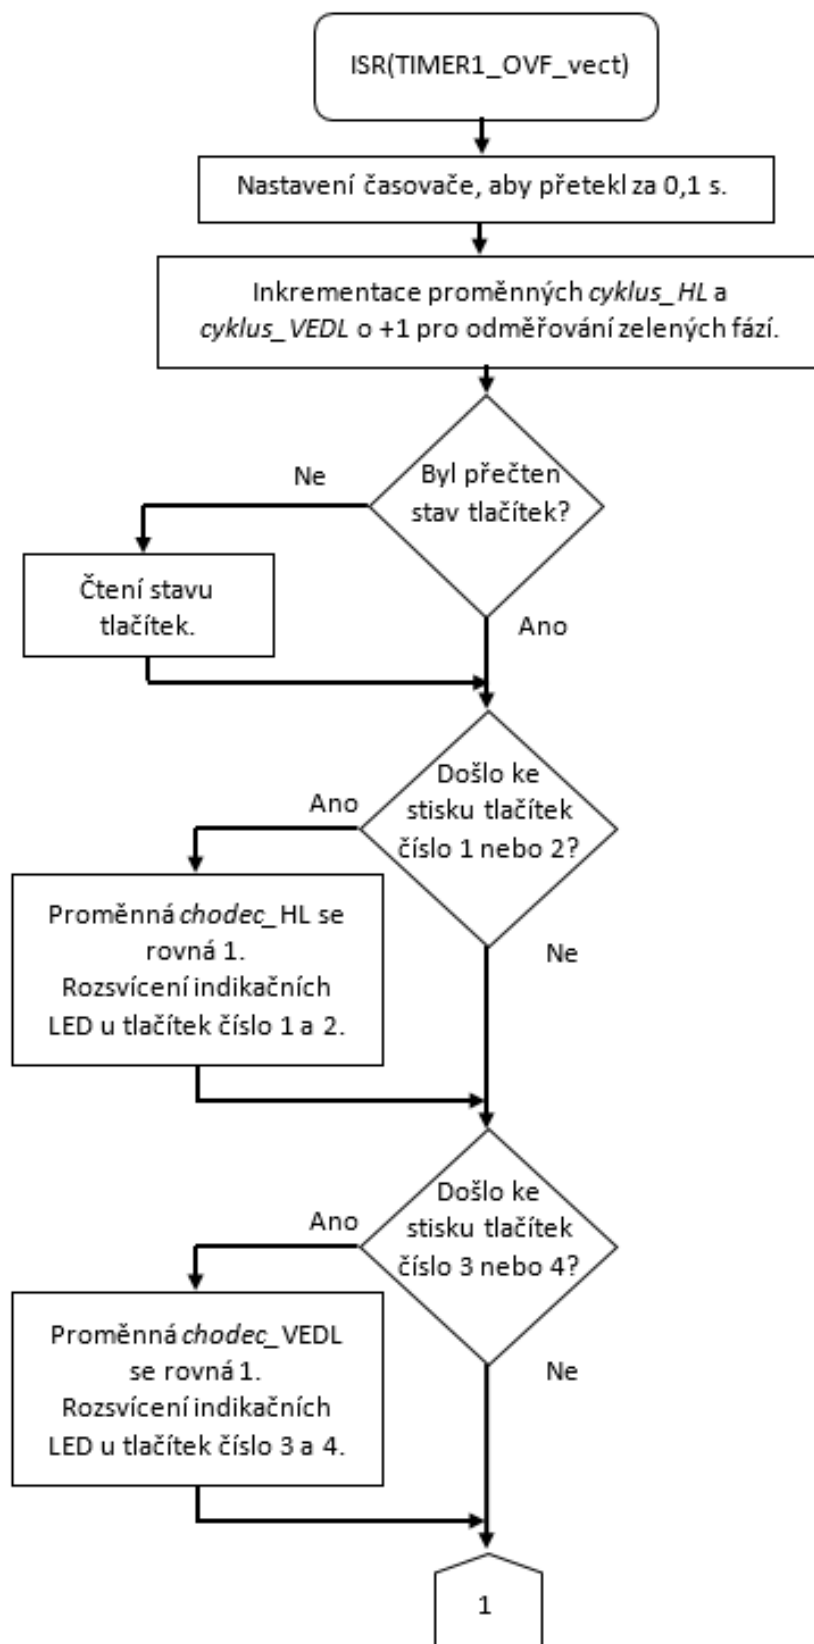 ISR(TIMER1_OVF_vect)
Nastavení časovače, aby přetekl za 0,1 s.
Inkrementace proměnných cyklus_HL a
cyklus_VEDL o +1 pro odměřování zelených fází.
Byl přečten
stav tlačítek?
Ne
Čtení stavu
tlačítek.
Ano
Došlo ke
stisku tlačítek
číslo 1 nebo 2?
Ano
Proměnná chodec_HL se
rovná 1.
Rozsvícení indikačních
LED u tlačítek číslo 1 a 2.
Ne
Došlo ke
stisku tlačítek
číslo 3 nebo 4?
Ano
Proměnná chodec_VEDL
se rovná 1.
Rozsvícení indikačních
LED u tlačítek číslo 3 a 4.
Ne
1